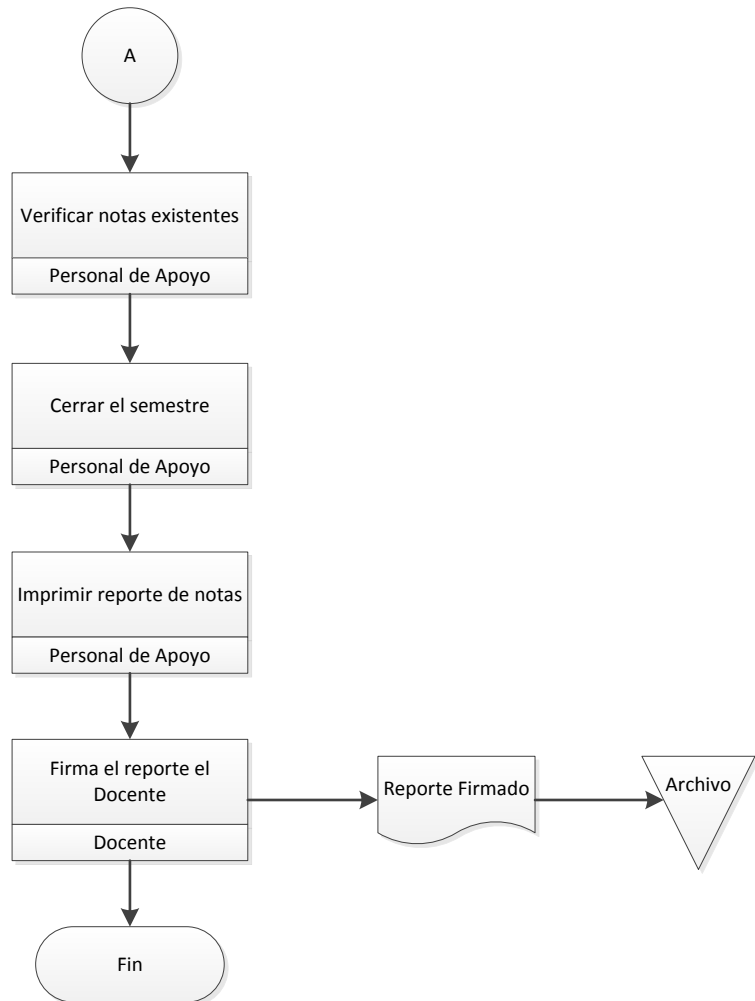 A
Verificar notas existentes
Personal de Apoyo
Cerrar el semestre
Personal de Apoyo
Imprimir reporte de notas
Personal de Apoyo
Firma el reporte el
Docente
Docente
Reporte Firmado
Archivo
Fin